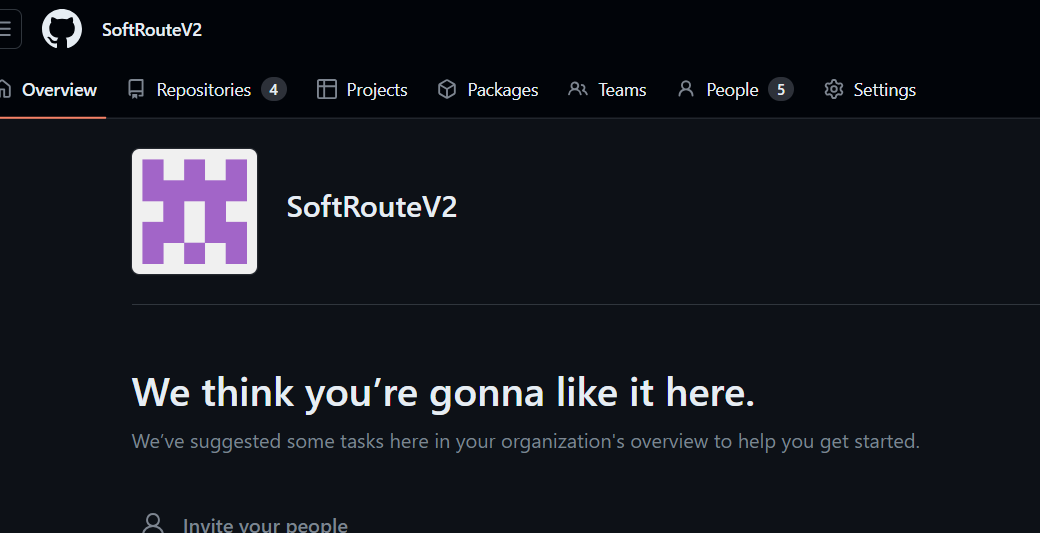 SoftRouteV2
Overview Repositories 4 Projects Packages Teams People 5 Settings
SoftRouteV2
We think you’re gonna like it here.
We’ve suggested some tasks here in your organization's overview to help you get started.
Invite your people